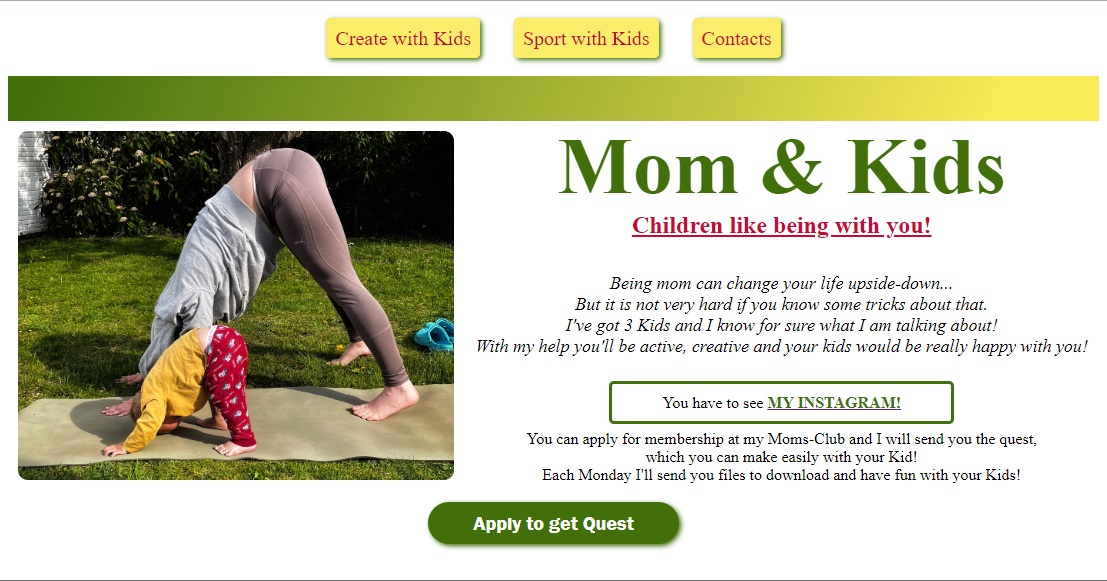 Create with Kids
Sport with Kids
Contacts
Mom & Kids
Children like being with you!
Being mom can change your life upside-down...
But it is not very hard if you know some tricks about that.
I've got 3 Kids and I know for sure what I am talking about!
With my help you'll be active, creative and your kids would be really happy with you!
You have to see MY INSTAGRAM!
You can apply for membership at my Moms-Club and I will send you the quest,
which you can make easily with your Kid!
Each Monday I'll send you files to download and have fun with your Kids!
Apply to get Quest